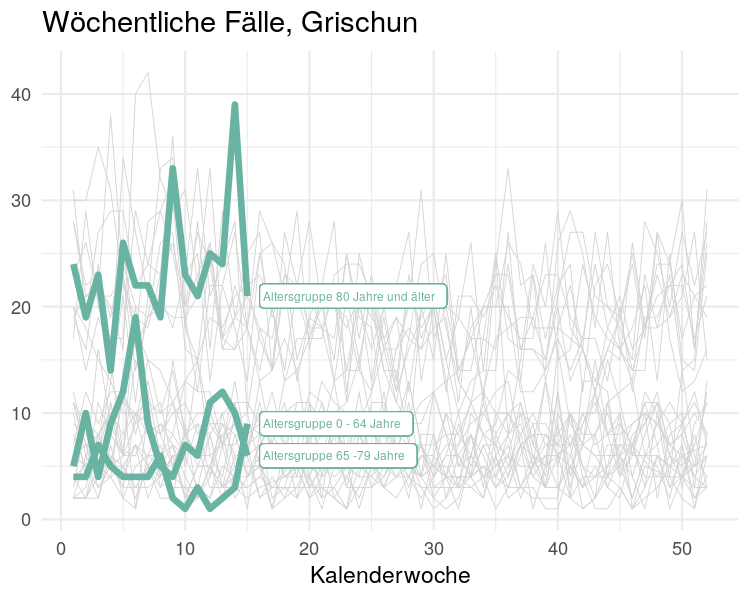 Wöchentliche Fälle, Grischun
40
30
Altersgruppe 80 Jahre und älter
20
Altersgruppe 0 - 64 Jahre
10
Altersgruppe 65 -79 Jahre
0
0 10 20 30 40 50
Kalenderwoche